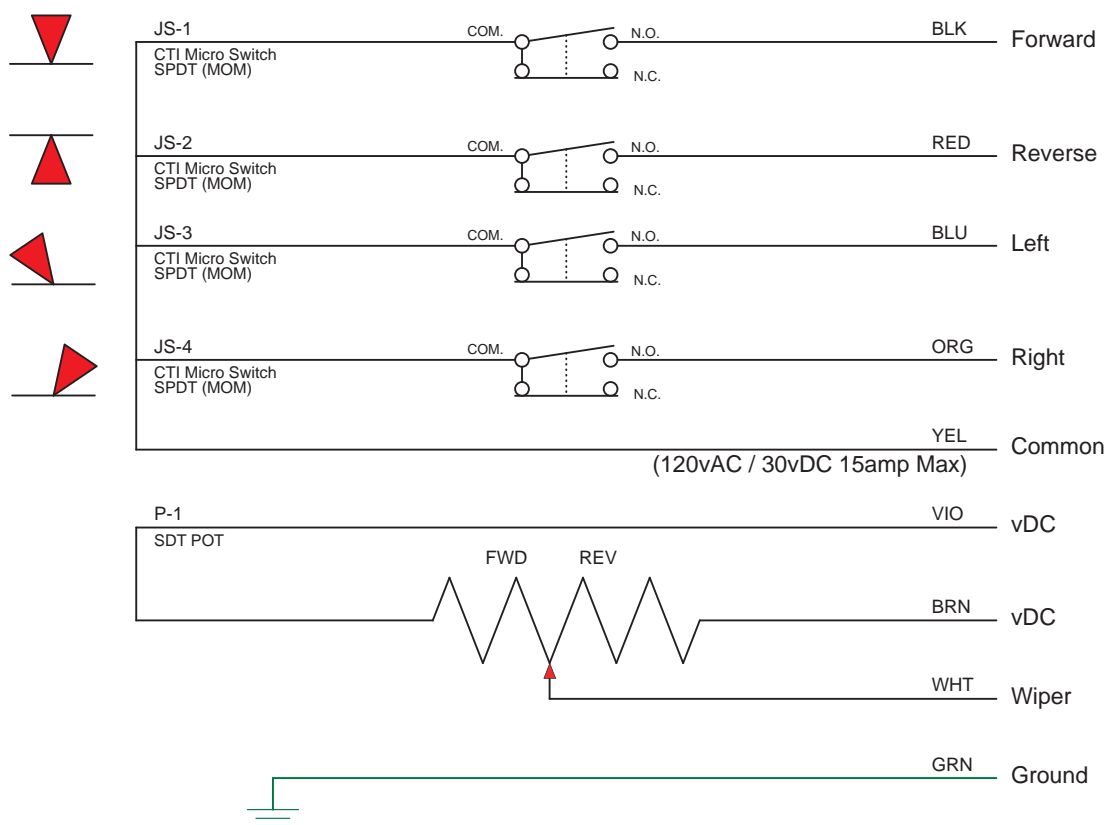 JS-1
COM.
N.O.
BLK
Forward
CTI Micro Switch
SPDT (MOM)
N.C.
JS-2
COM.
N.O.
RED
Reverse
CTI Micro Switch
SPDT (MOM)
N.C.
JS-3
COM.
N.O.
BLU
Left
CTI Micro Switch
SPDT (MOM)
N.C.
JS-4
COM.
N.O.
ORG
Right
CTI Micro Switch
SPDT (MOM)
N.C.
YEL
Common
(120vAC / 30vDC 15amp Max)
P-1
VIO
vDC
SDT POT
FWD
REV
BRN
vDC
WHT
Wiper
GRN
Ground